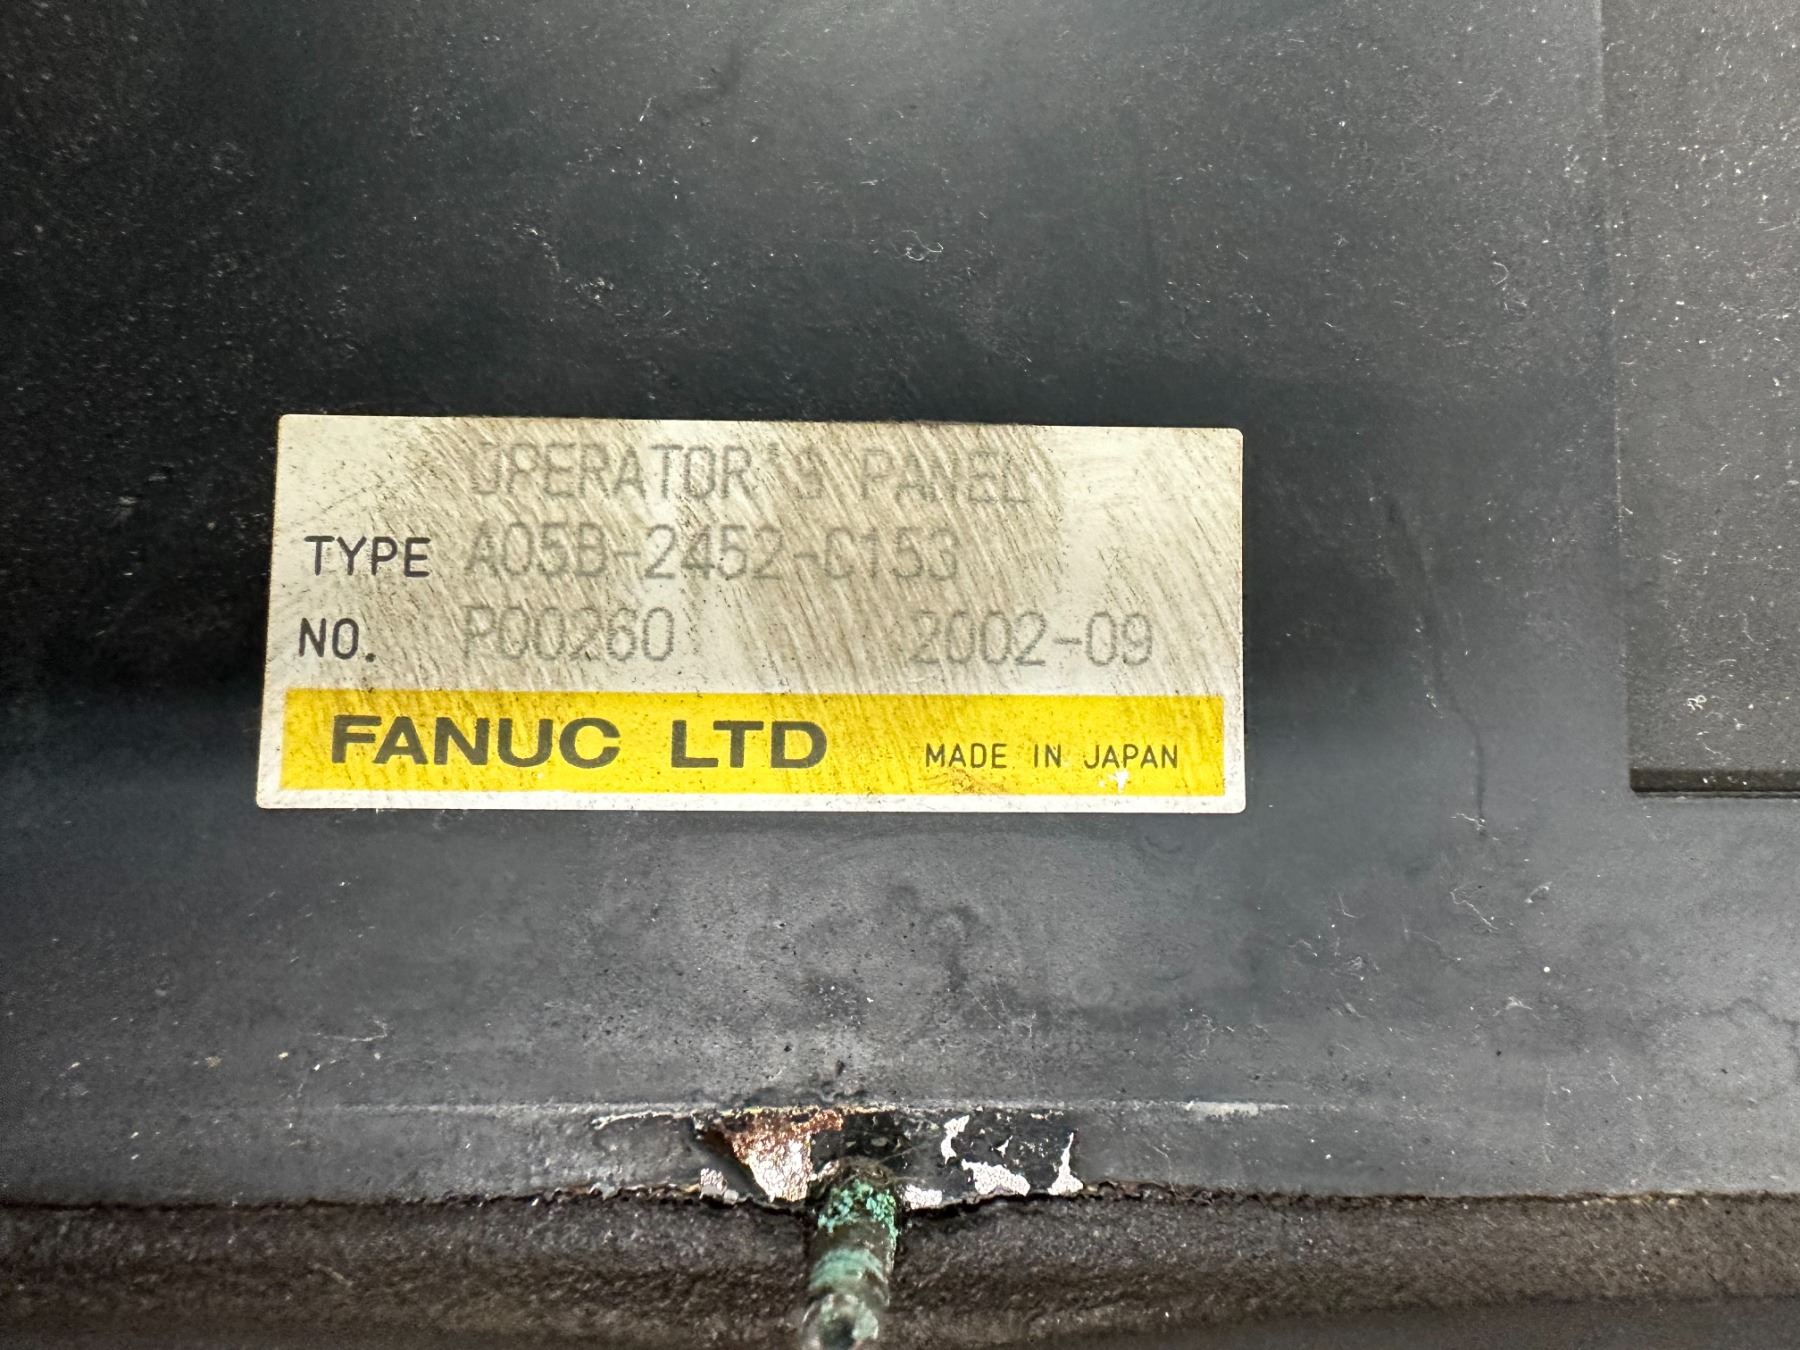 OPERATOR'S PANEL
TYPE A05B-2452-C153
NO. P00260 2002-09
FANUC LTD MADE IN JAPAN